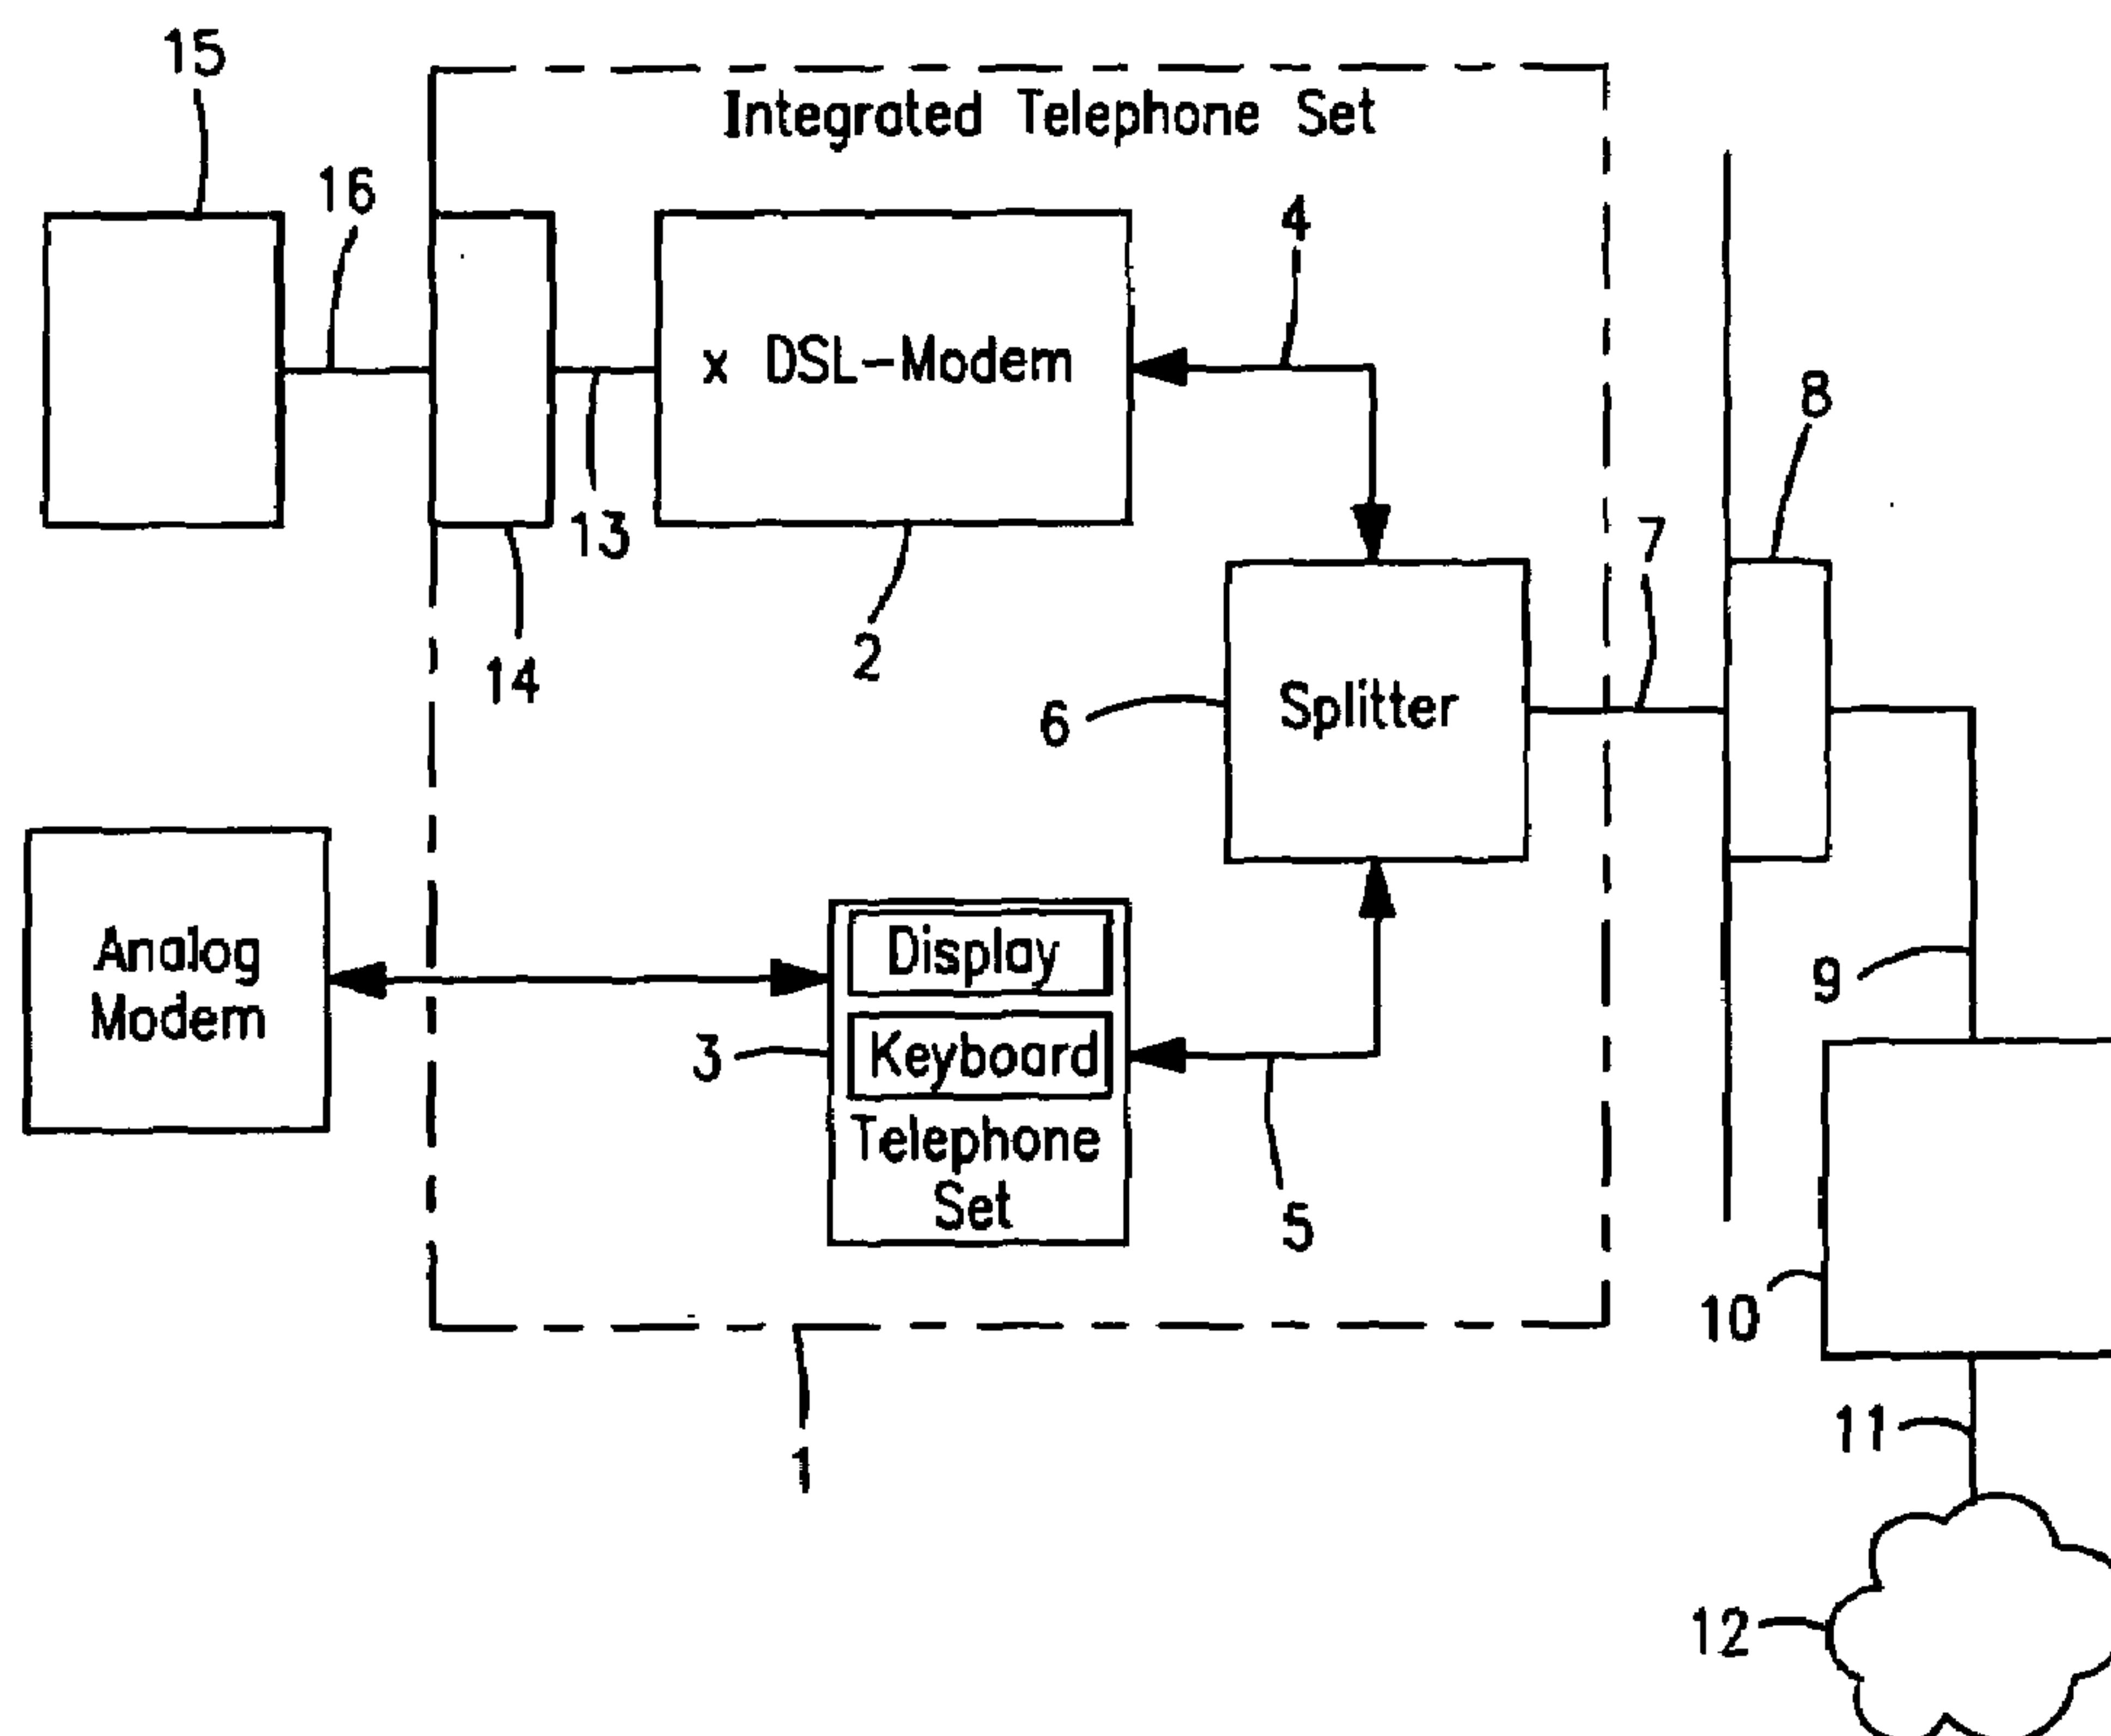 15
Integrated Telephone Set
16
4
x DSL-Modem
8
13
7
2
14
6
Splitter
Analog
Modem
Display
9
3
Keyboard
Telephone
Set
5
10
11
1
12